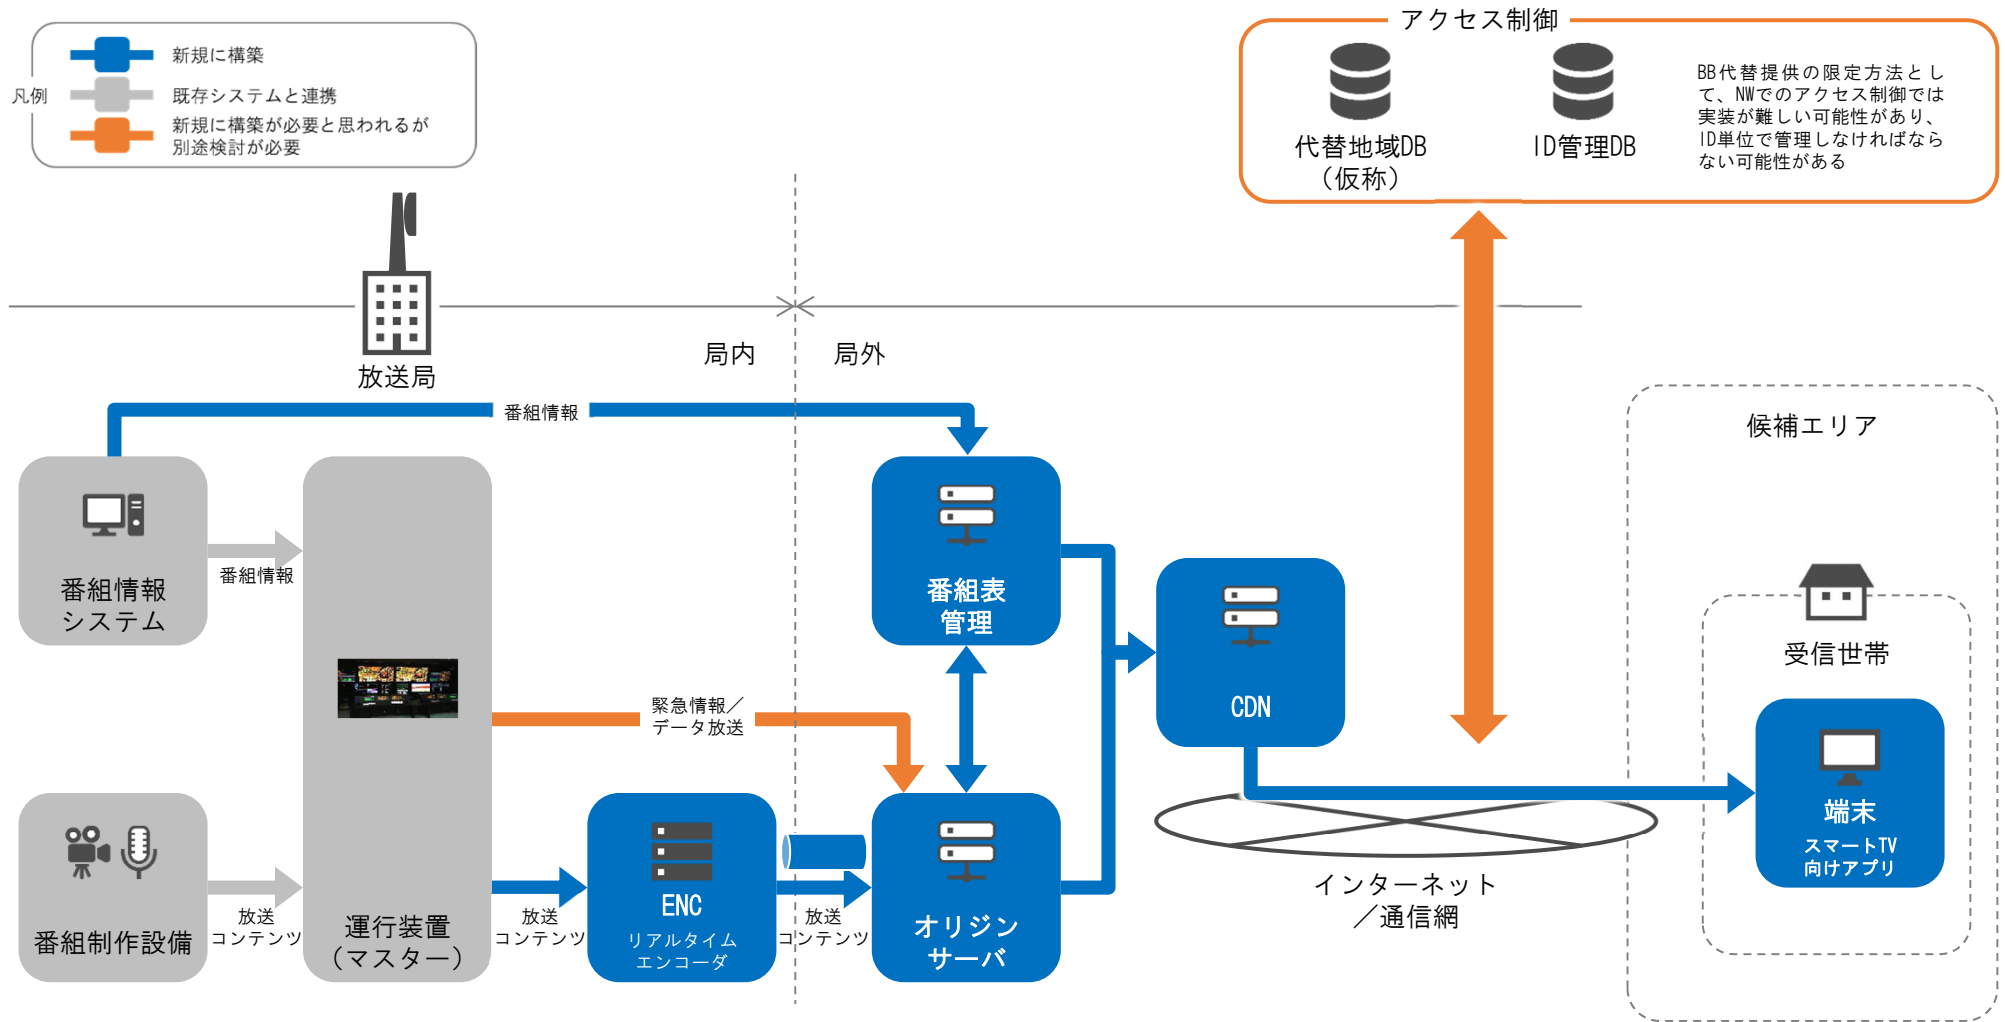 凡例
新規に構築
既存システムと連携
新規に構築が必要と思われるが
別途検討が必要
アクセス制御
代替地域DB
（仮称）
ID管理DB
BB代替提供の限定方法とし
て、NWでのアクセス制御では
実装が難しい可能性があり、
ID単位で管理しなければなら
ない可能性がある
放送局
局内
局外
番組情報
候補エリア
番組情報
システム
番組情報
番組表
管理
受信世帯
CDN
緊急情報／
データ放送
端末
スマートTV
向けアプリ
番組制作設備
放送
コンテンツ
運行装置
（マスター）
放送
コンテンツ
ENC
リアルタイム
エンコーダ
放送
コンテンツ
オリジン
サーバ
インターネット
／通信網